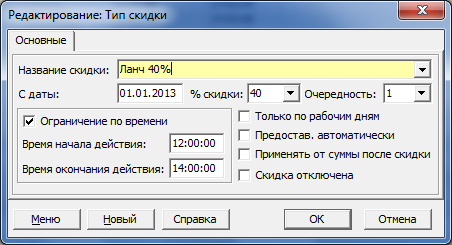 Редактирование: Тип скидки
Основные
Название скидки: Ланч 40%
С даты: 01.01.2013 % скидки: 40 Очередность: 1
Ограничение по времени
Время начала действия: 12:00:00
Время окончания действия: 14:00:00
Только по рабочим дням
Предостав. автоматически
Применять от суммы после скидки
Скидка отключена
Меню Новый Справка OK Отмена